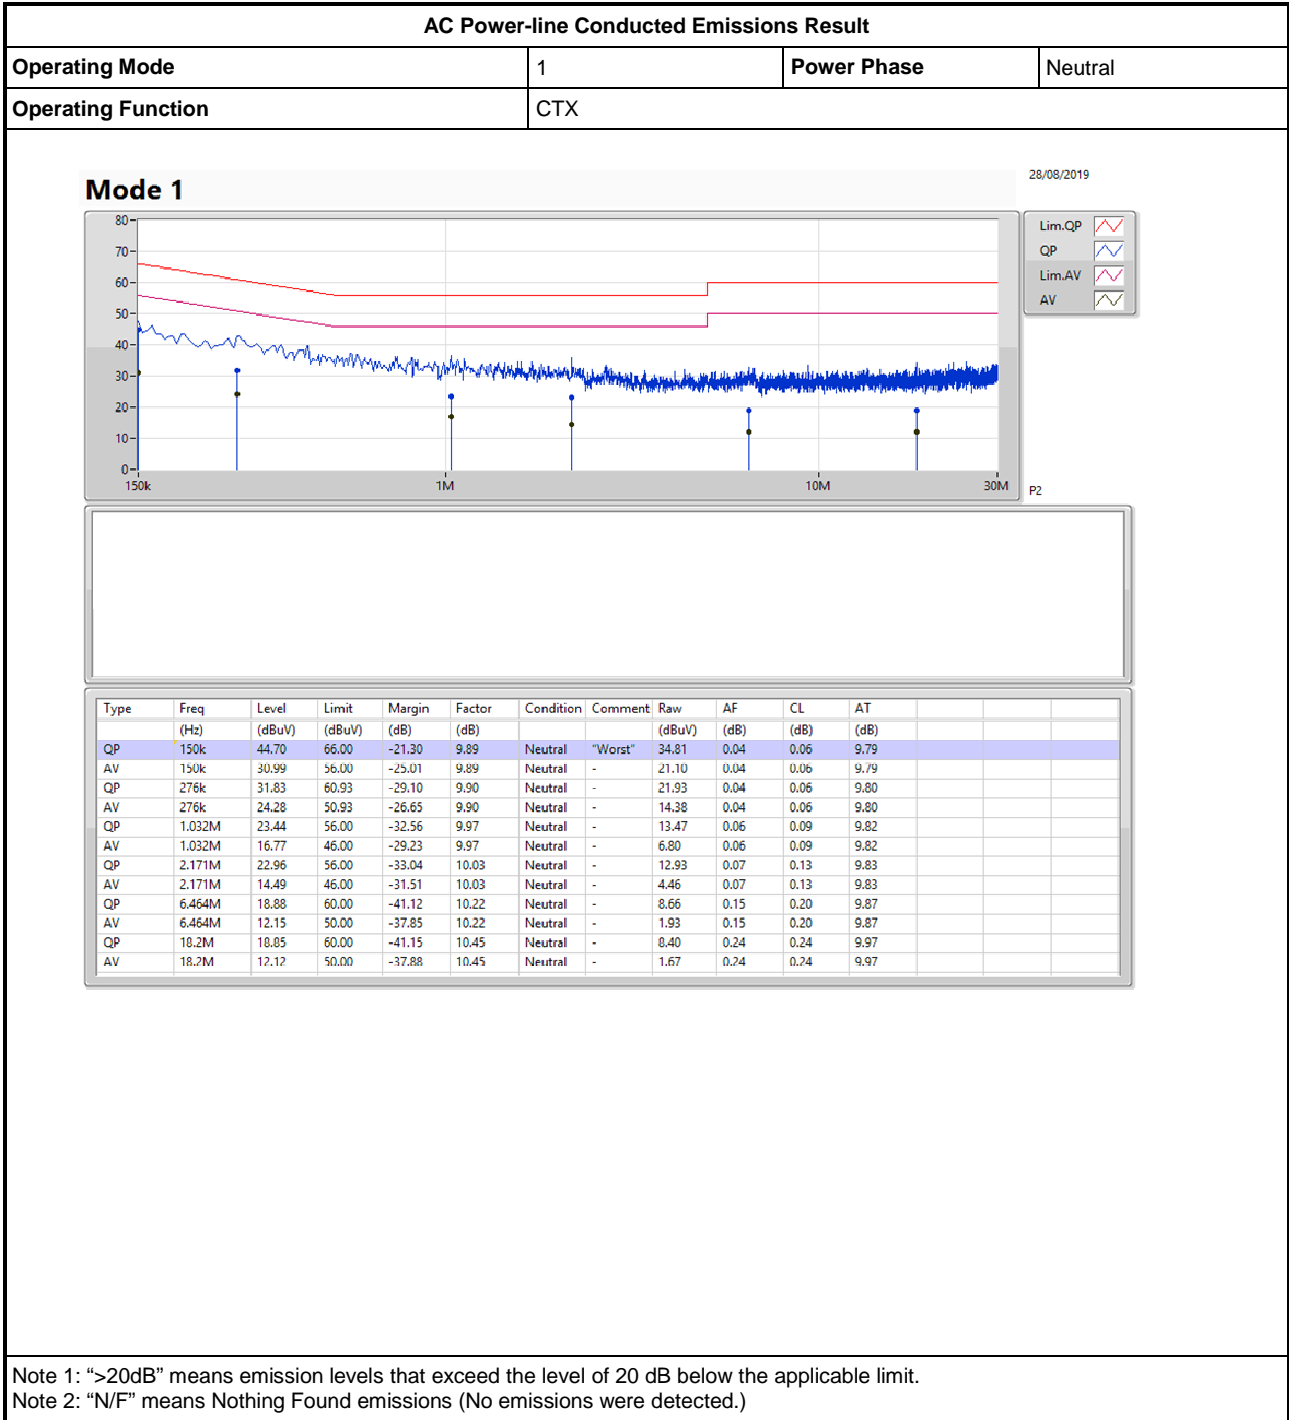 AC Power-line Conducted Emissions Result
Operating Mode 1 Power Phase Neutral
Operating Function CTX
28/08/2019
Mode 1
80
70
60
50
40
30
20
10
0
150k 1M 10M 30M
Lim.QP
QP
Lim.AV
AV
P2
Type Freq Level Limit Margin Factor Condition Comment Raw AF CL AT
(Hz) (dBuV) (dBuV) (dB) (dB) (dBuV) (dB) (dB) (dB)
QP 150k 44.70 66.00 -21.30 9.89 Neutral "Worst" 34.81 0.04 0.06 9.79
AV 150k 30.99 56.00 -25.01 9.89 Neutral - 21.10 0.04 0.06 9.79
QP 276k 31.83 60.93 -29.10 9.90 Neutral - 21.93 0.04 0.06 9.80
AV 276k 24.28 50.93 -26.65 9.90 Neutral - 14.38 0.04 0.06 9.80
QP 1.032M 23.44 56.00 -32.56 9.97 Neutral - 13.47 0.06 0.09 9.82
AV 1.032M 16.77 46.00 -29.23 9.97 Neutral - 6.80 0.06 0.09 9.82
QP 2.171M 22.96 56.00 -33.04 10.03 Neutral - 12.93 0.07 0.13 9.83
AV 2.171M 14.49 46.00 -31.51 10.03 Neutral - 4.46 0.07 0.13 9.83
QP 6.464M 18.88 60.00 -41.12 10.22 Neutral - 8.66 0.15 0.20 9.87
AV 6.464M 12.15 50.00 -37.85 10.22 Neutral - 1.93 0.15 0.20 9.87
QP 18.2M 18.85 60.00 -41.15 10.45 Neutral - 8.40 0.24 0.24 9.97
AV 18.2M 12.12 50.00 -37.88 10.45 Neutral - 1.67 0.24 0.24 9.97
Note 1: “>20dB” means emission levels that exceed the level of 20 dB below the applicable limit.
Note 2: “N/F” means Nothing Found emissions (No emissions were detected.)